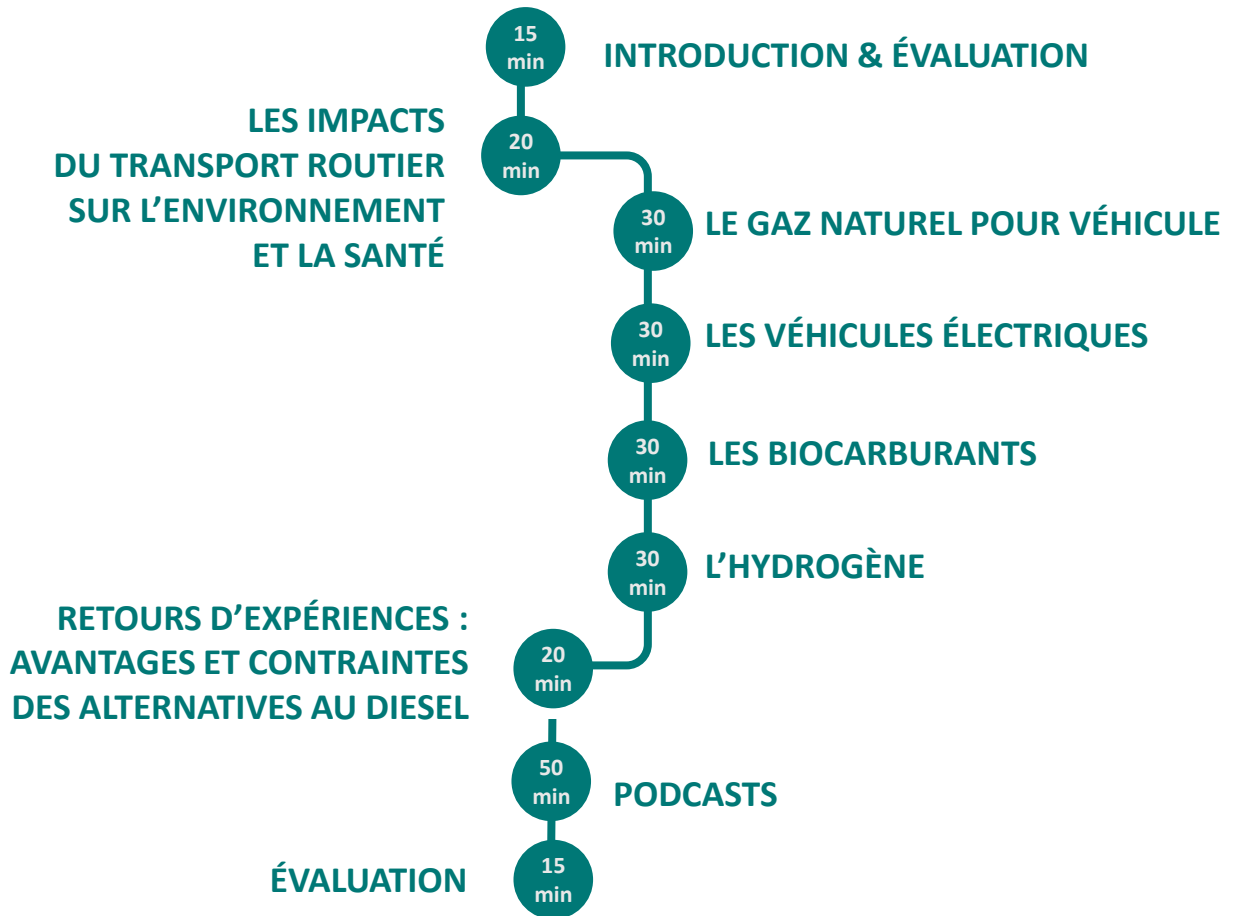 15
min
INTRODUCTION & ÉVALUATION
LES IMPACTS
DU TRANSPORT ROUTIER
SUR L’ENVIRONNEMENT
ET LA SANTÉ
20
min
30
min
LE GAZ NATUREL POUR VÉHICULE
30
min
LES VÉHICULES ÉLECTRIQUES
30
min
LES BIOCARBURANTS
30
min
L’HYDROGÈNE
RETOURS D’EXPÉRIENCES :
AVANTAGES ET CONTRAINTES
DES ALTERNATIVES AU DIESEL
20
min
50
min
PODCASTS
ÉVALUATION
15
min